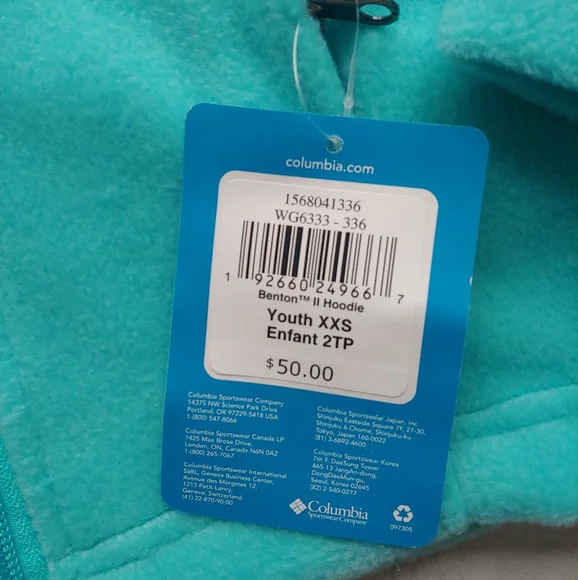 columbia.com
1568041336
WG6333 - 336
1 92660 24966 7
Benton™ II Hoodie
Youth XXS
Enfant 2TP
$50.00
Columbia Sportswear Company
14375 NW Science Park Drive
Portland, OR 97229-5418 USA
1-(800) 547-8066
Columbia Sportswear Canada LP
1425 Max Brose Drive,
London, ON, Canada N6N 0A2
1-(800) 265-7067
Columbia Sportswear International
SàRL, Geneva Business Center,
Avenue des Morgines 12,
1213 Petit-Lancy,
Geneva, Switzerland
(41) 22-870-90-00
Columbia Sportswear Japan, Inc.
Shinjuku Eastside Square 7F, 27-30,
Shinjuku 6-Chome, Shinjuku-ku
Tokyo, Japan 160-0022
(81) 3-6892-4600
Columbia Sportswear Korea
7th F. DaeSung Tower
465-13 JangAn-dong,
DongDaeMun-gu,
Seoul, Korea 02645
(82) 2-540-0277
Columbia
Sportswear Company
097305